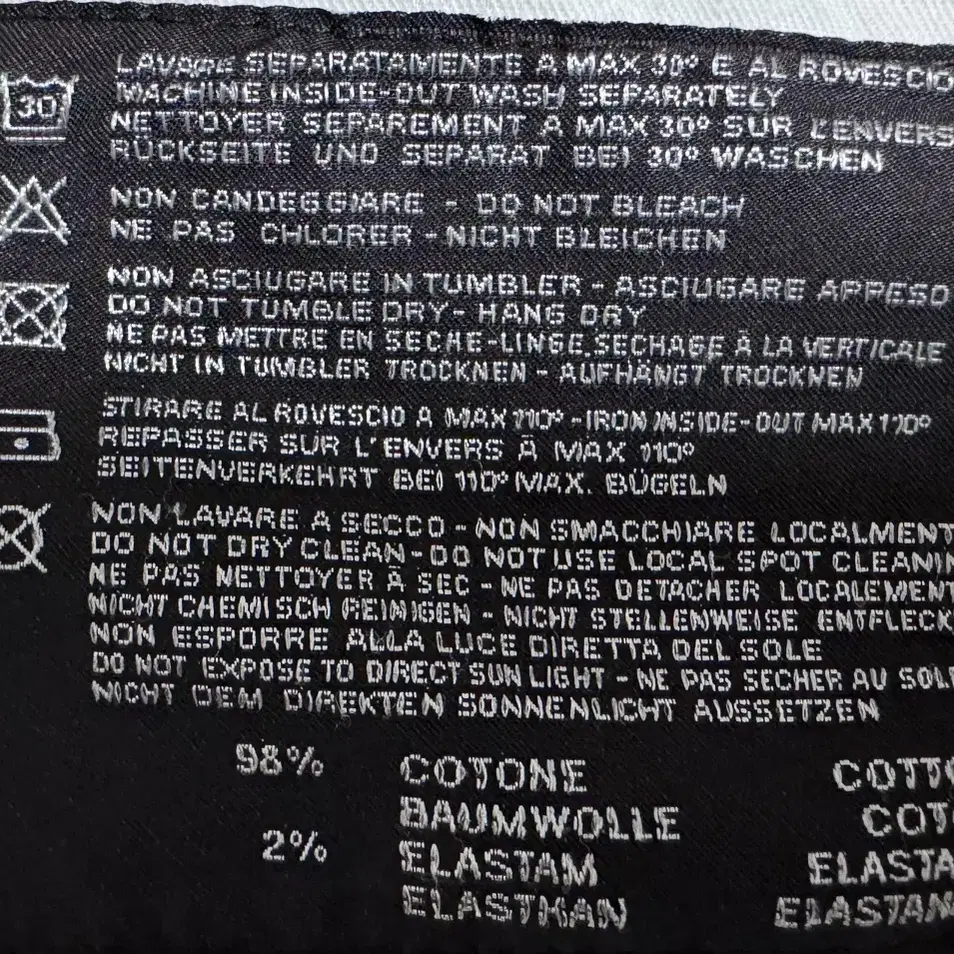 30
LAVARE SEPARATAMENTE A MAX 30° E AL ROVESCIO
MACHINE INSIDE-OUT WASH SEPARATELY
NETTOYER SEPAREMENT A MAX 30° SUR L'ENVERS
RUCKSEITE UND SEPARAT BEI 30° WASCHEN
NON CANDEGGIARE - DO NOT BLEACH
NE PAS CHLORER - NICHT BLEICHEN
NON ASCIUGARE IN TUMBLER - ASCIUGARE APPESO
DO NOT TUMBLE DRY - HANG DRY
NE PAS METTRE EN SECHE-LINGE.SECHAGE À LA VERTICALE
NICHT IN TUMBLER TROCKNEN - AUFHÄNGT TROCKNEN
STIRARE AL ROVESCIO A MAX 110° - IRON INSIDE-OUT MAX 110°
REPASSER SUR L'ENVERS À MAX 110°
SEITENVERKEHRT BEI 110° MAX. BÜGELN
NON LAVARE A SECCO - NON SMACCHIARE LOCALMENT
DO NOT DRY CLEAN - DO NOT USE LOCAL SPOT CLEANIN
NE PAS NETTOYER À SEC - NE PAS DETACHER LOCALEMENT
NICHT CHEMISCH REINIGEN - NICHT STELLENWEISE ENTFLECK
NON ESPORRE ALLA LUCE DIRETTA DEL SOLE
DO NOT EXPOSE TO DIRECT SUN LIGHT - NE PAS SECHER AU SOL
NICHT DEM DIREKTEN SONNENLICHT AUSSETZEN
98% COTONE COTTO
BAUMWOLLE COTO
2% ELASTAM ELASTA
ELASTHAN ELASTAN